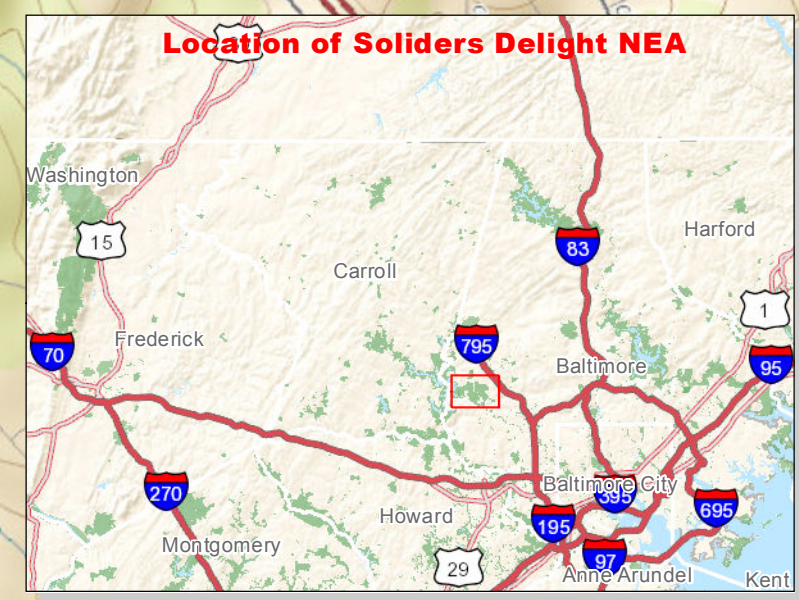 Location of Soliders Delight NEA
Washington
15
Harford
83
Carroll
1
Frederick
795
70
Baltimore
95
270
Baltimore City
395
695
Howard
195
Montgomery
97
29
Anne Arundel
Kent